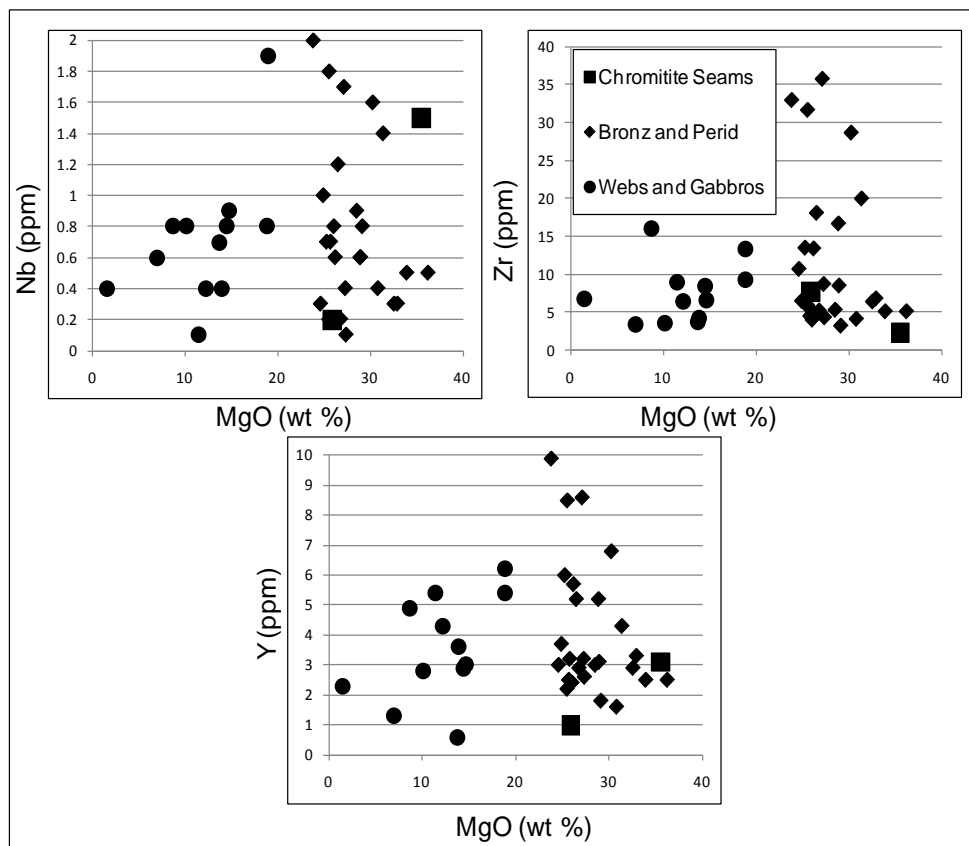 2
1.8
1.6
1.4
1.2
1
0.8
0.6
0.4
0.2
0
Nb (ppm)
0 10 20 30 40
MgO (wt %)
40
35
30
25
20
15
10
5
0
Zr (ppm)
Chromitite Seams
Bronz and Perid
Webs and Gabbros
0 10 20 30 40
MgO (wt %)
10
9
8
7
6
5
4
3
2
1
0
Y (ppm)
0 10 20 30 40
MgO (wt %)